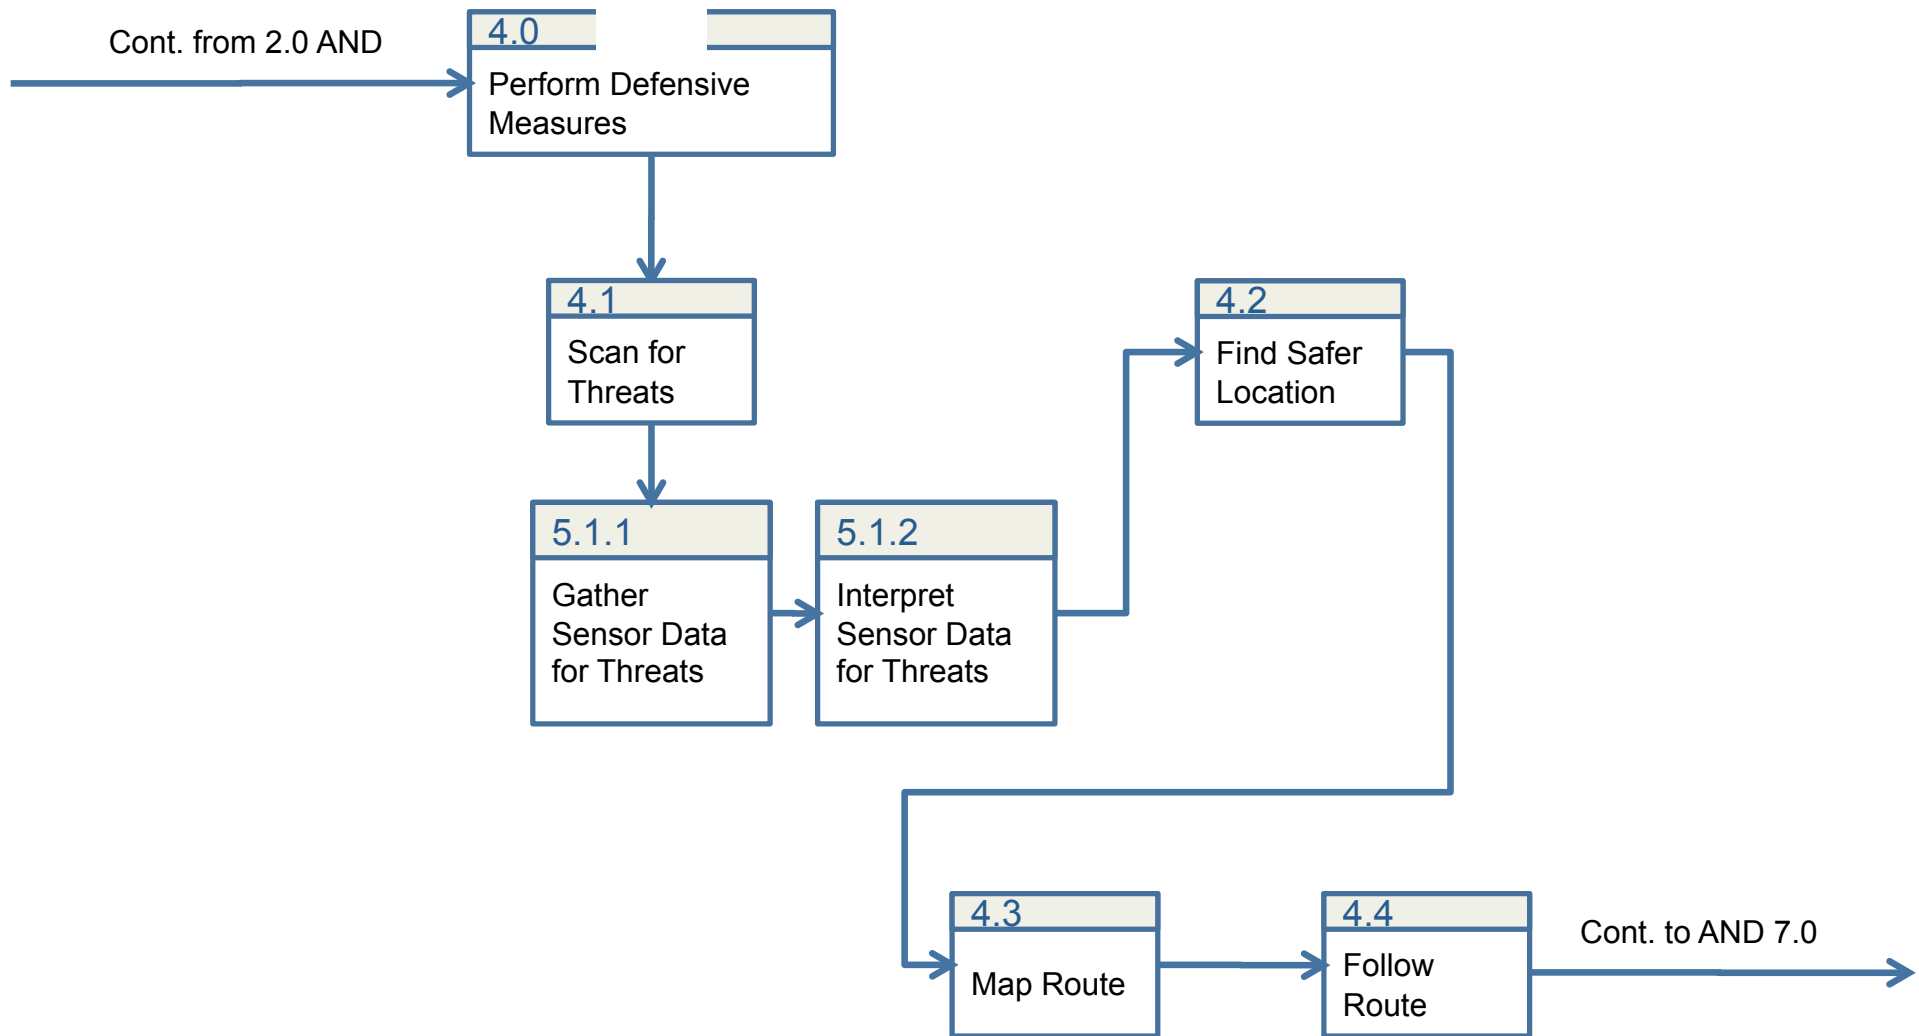 Cont. from 2.0 AND
4.0
Perform Defensive
Measures
4.1
Scan for
Threats
4.2
Find Safer
Location
5.1.1
Gather
Sensor Data
for Threats
5.1.2
Interpret
Sensor Data
for Threats
4.3
Map Route
4.4
Follow
Route
Cont. to AND 7.0